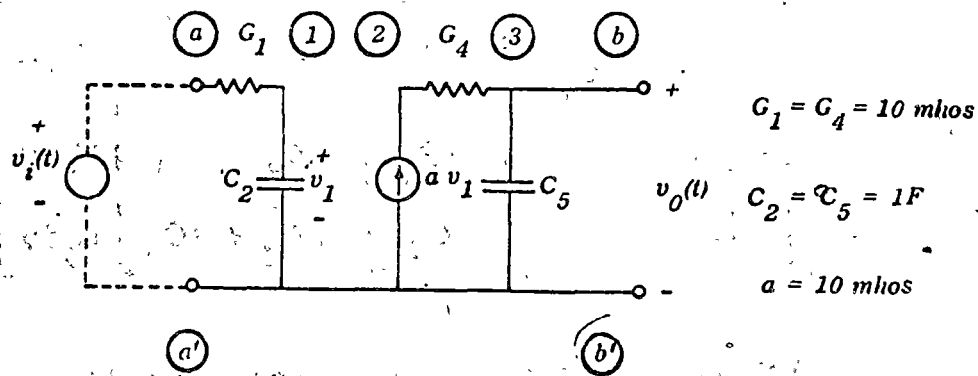 a G1 1 2 G4 3 b
+ +
G1 = G4 = 10 mhos
+ +
vi(t) C2 v1 a v1 C5 v0(t) C2 = C5 = 1F
- -
a = 10 mhos
-
a' b'